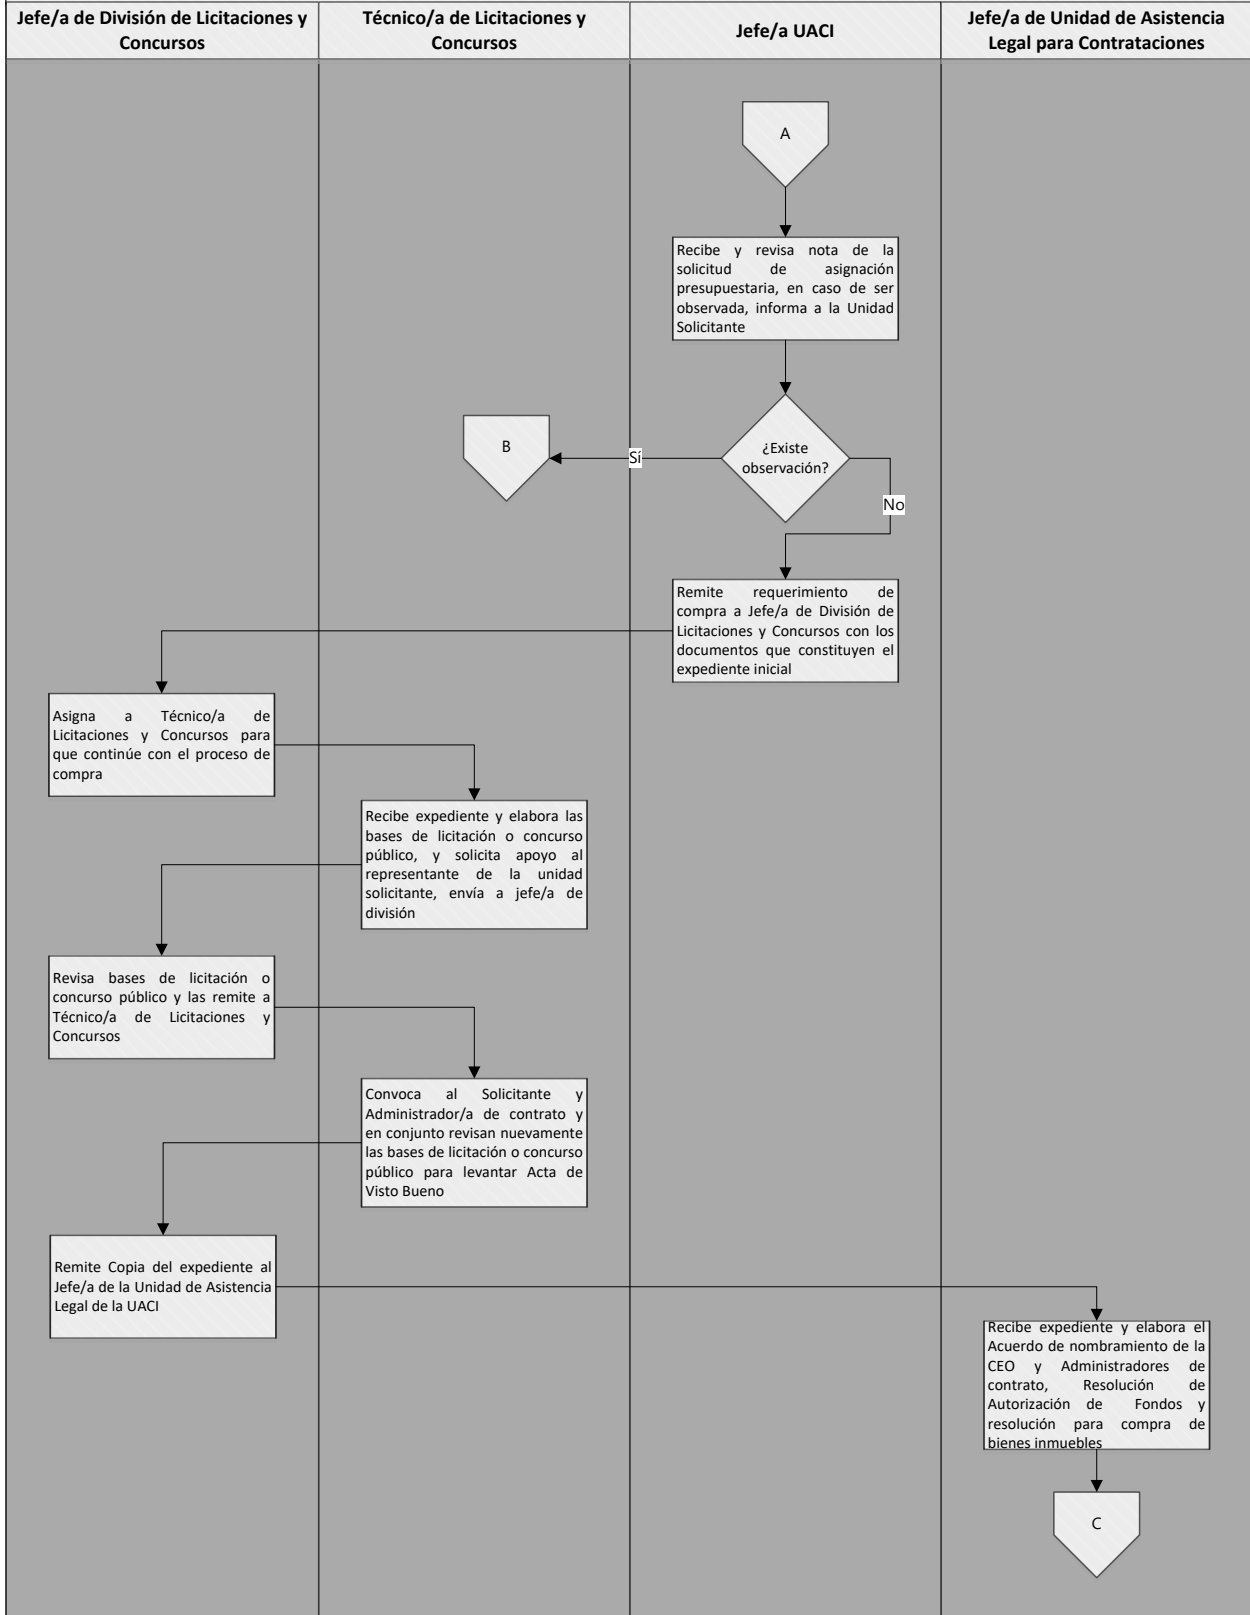 Jefe/a de División de Licitaciones y
Concursos
Técnico/a de Licitaciones y
Concursos
Jefe/a UACI
Jefe/a de Unidad de Asistencia
Legal para Contrataciones
A
Recibe y revisa nota de la
solicitud de asignación
presupuestaria, en caso de ser
observada, informa a la Unidad
Solicitante
¿Existe
observación?
Sí
B
No
Remite requerimiento de
compra a Jefe/a de División de
Licitaciones y Concursos con los
documentos que constituyen el
expediente inicial
Asigna a Técnico/a de
Licitaciones y Concursos para
que continúe con el proceso de
compra
Recibe expediente y elabora las
bases de licitación o concurso
público, y solicita apoyo al
representante de la unidad
solicitante, envía a jefe/a de
división
Revisa bases de licitación o
concurso público y las remite a
Técnico/a de Licitaciones y
Concursos
Convoca al Solicitante y
Administrador/a de contrato y
en conjunto revisan nuevamente
las bases de licitación o concurso
público para levantar Acta de
Visto Bueno
Remite Copia del expediente al
Jefe/a de la Unidad de Asistencia
Legal de la UACI
Recibe expediente y elabora el
Acuerdo de nombramiento de la
CEO y Administradores de
contrato, Resolución de
Autorización de Fondos y
resolución para compra de
bienes inmuebles
C